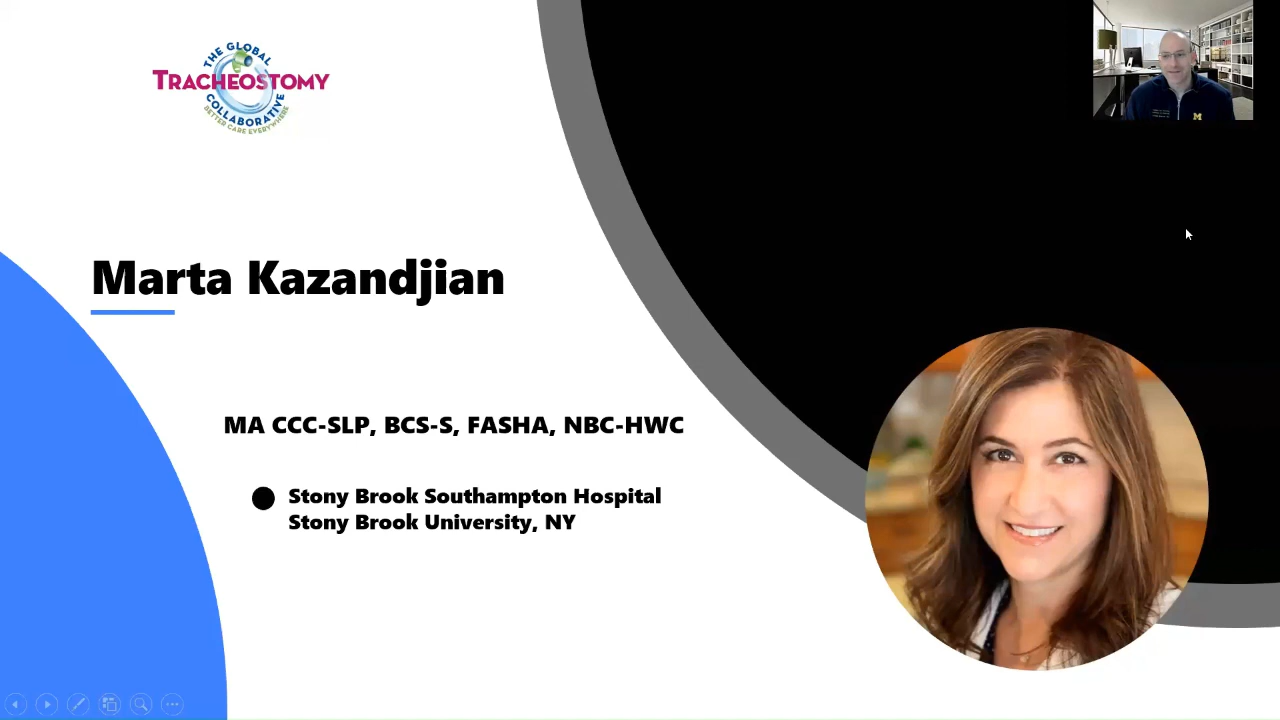 THE GLOBAL
TRACHEOSTOMY
COLLABORATIVE
BETTER CARE EVERYWHERE
Marta Kazandjian
MA CCC-SLP, BCS-S, FASHA, NBC-HWC
Stony Brook Southampton Hospital
Stony Brook University, NY
M